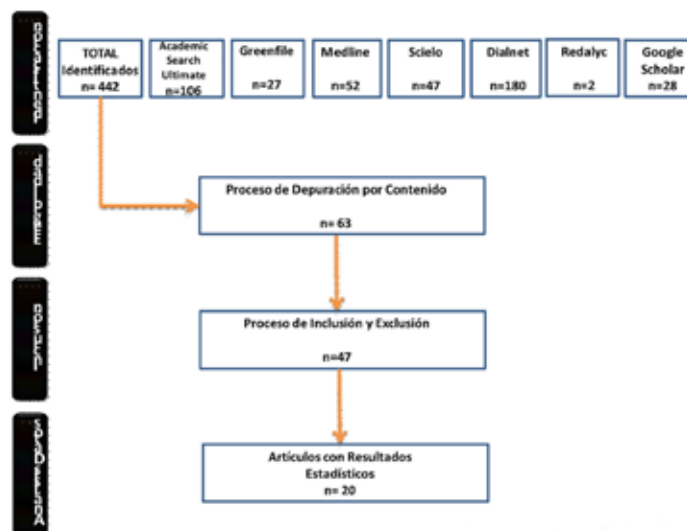 TOTAL
Identificados
n= 442
Academic
Search
Ultimate
n=106
Greenfile
n=27
Medline
n=52
Scielo
n=47
Dialnet
n=180
Redalyc
n=2
Google
Scholar
n=28
Proceso de Depuración por Contenido
n= 63
Proceso de Inclusión y Exclusión
n=47
Artículos con Resultados
Estadísticos
n= 20